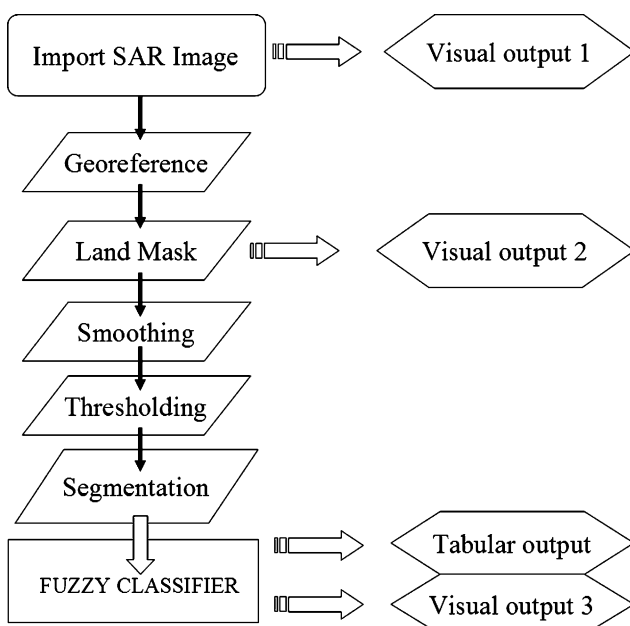 Import SAR Image
Visual output 1
Georeference
Land Mask
Visual output 2
Smoothing
Thresholding
Segmentation
Tabular output
FUZZY CLASSIFIER
Visual output 3